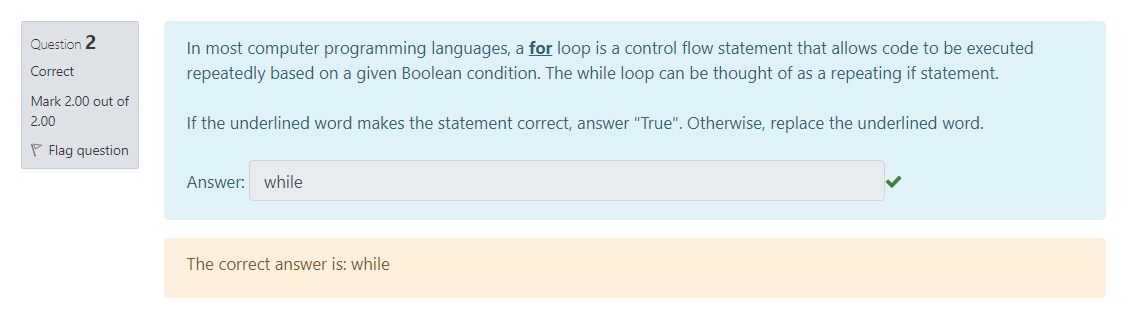 Question 2
Correct
Mark 2.00 out of
2.00
Flag question
In most computer programming languages, a for loop is a control flow statement that allows code to be executed
repeatedly based on a given Boolean condition. The while loop can be thought of as a repeating if statement.
If the underlined word makes the statement correct, answer "True". Otherwise, replace the underlined word.
Answer: while
The correct answer is: while